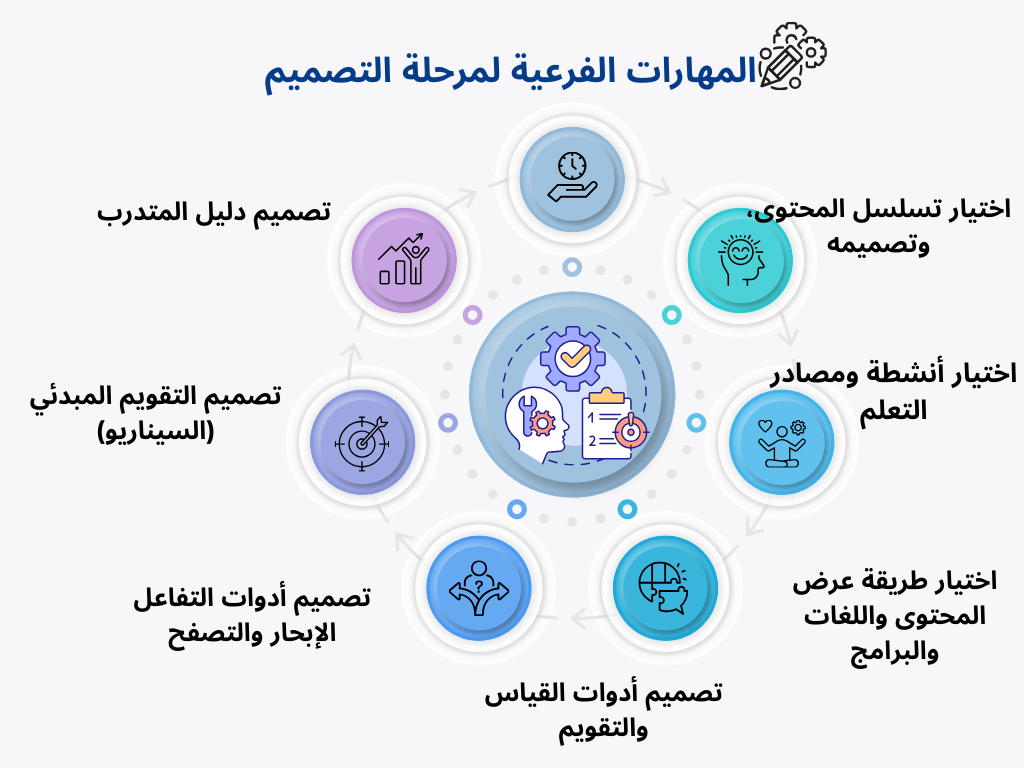 المهارات الفرعية لمرحلة التصميم
اختيار تسلسل المحتوى،
وتصميمه
اختيار أنشطة ومصادر
التعلم
اختيار طريقة عرض
المحتوى واللغات
والبرامج
تصميم أدوات القياس
والتقويم
تصميم أدوات التفاعل
الإبحار والتصفح
تصميم التقويم المبدئي
(السيناريو)
تصميم دليل المتدرب
1
2
?